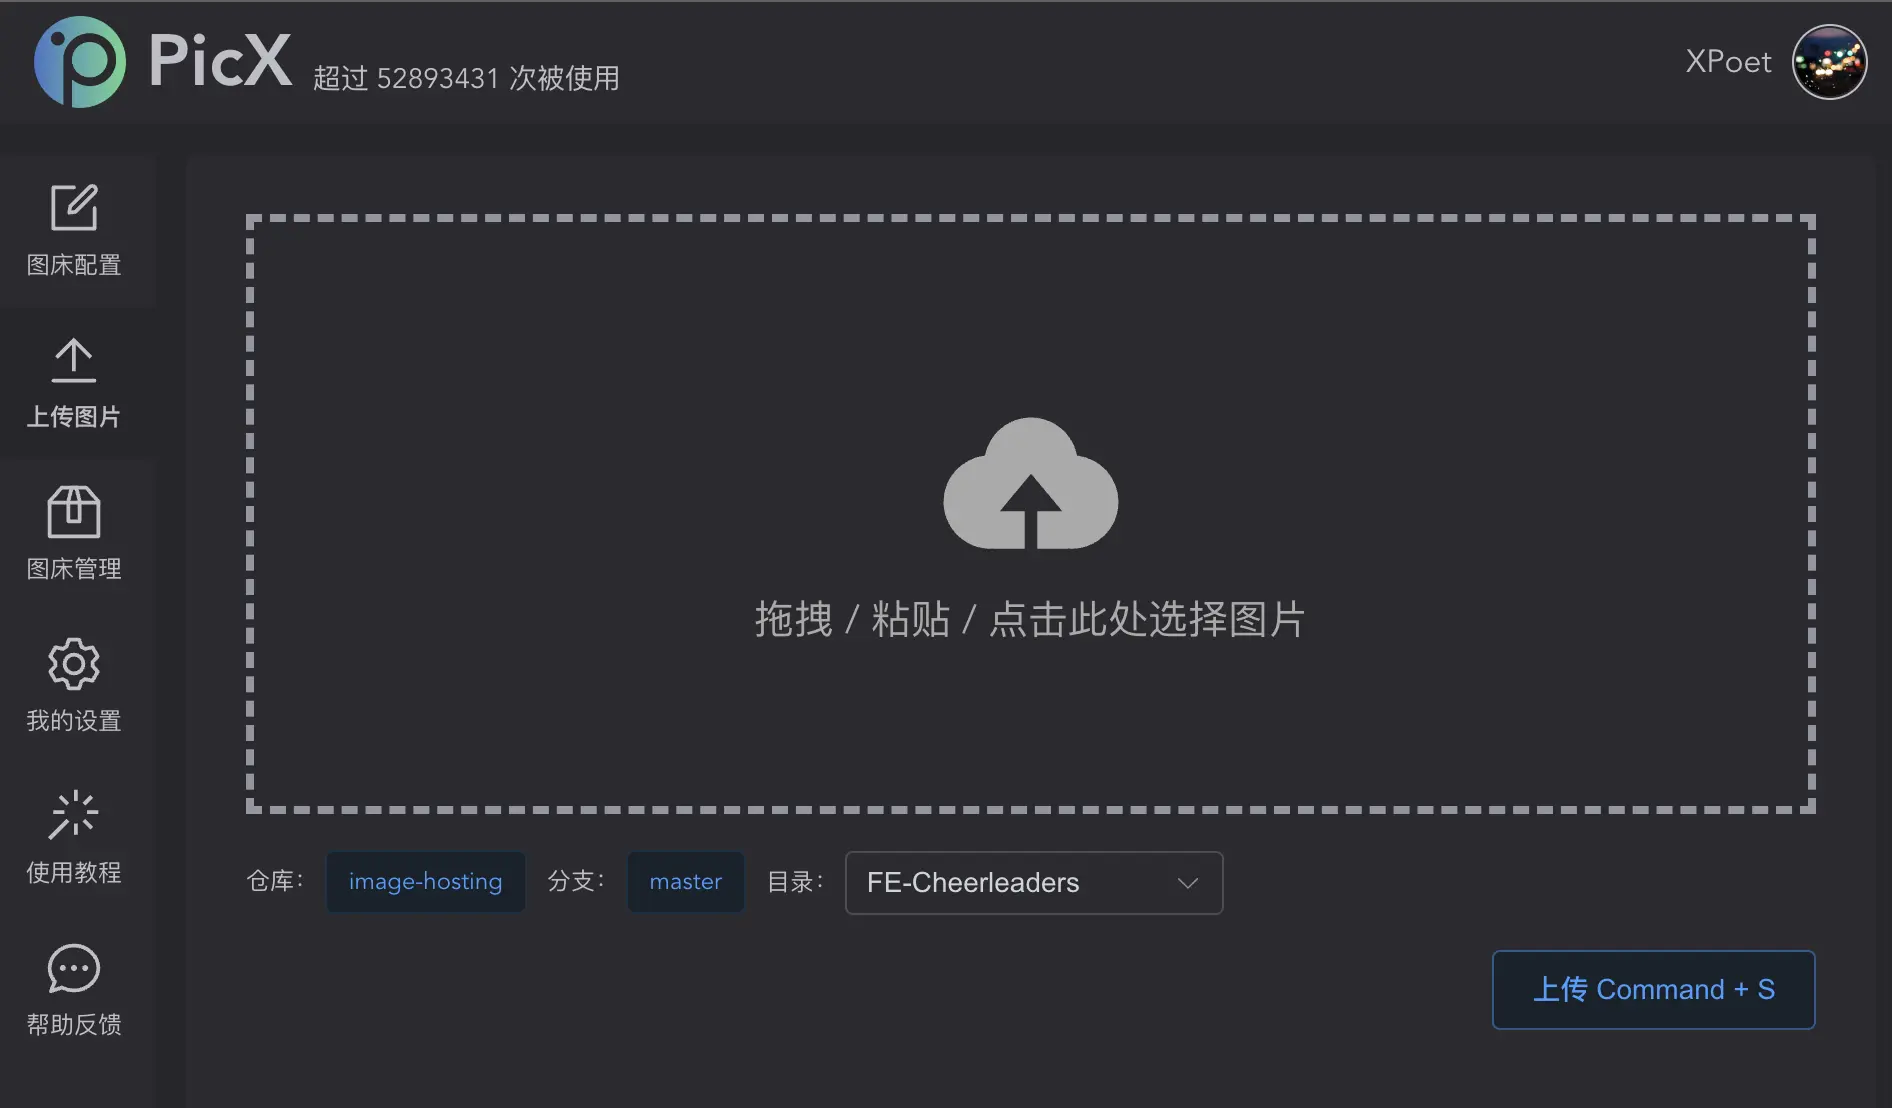 PicX 超过 52893431 次被使用
XPoet
图床配置
上传图片
图床管理
我的设置
使用教程
帮助反馈
拖拽 / 粘贴 / 点击此处选择图片
仓库： image-hosting 分支： master 目录： FE-Cheerleaders
上传 Command + S